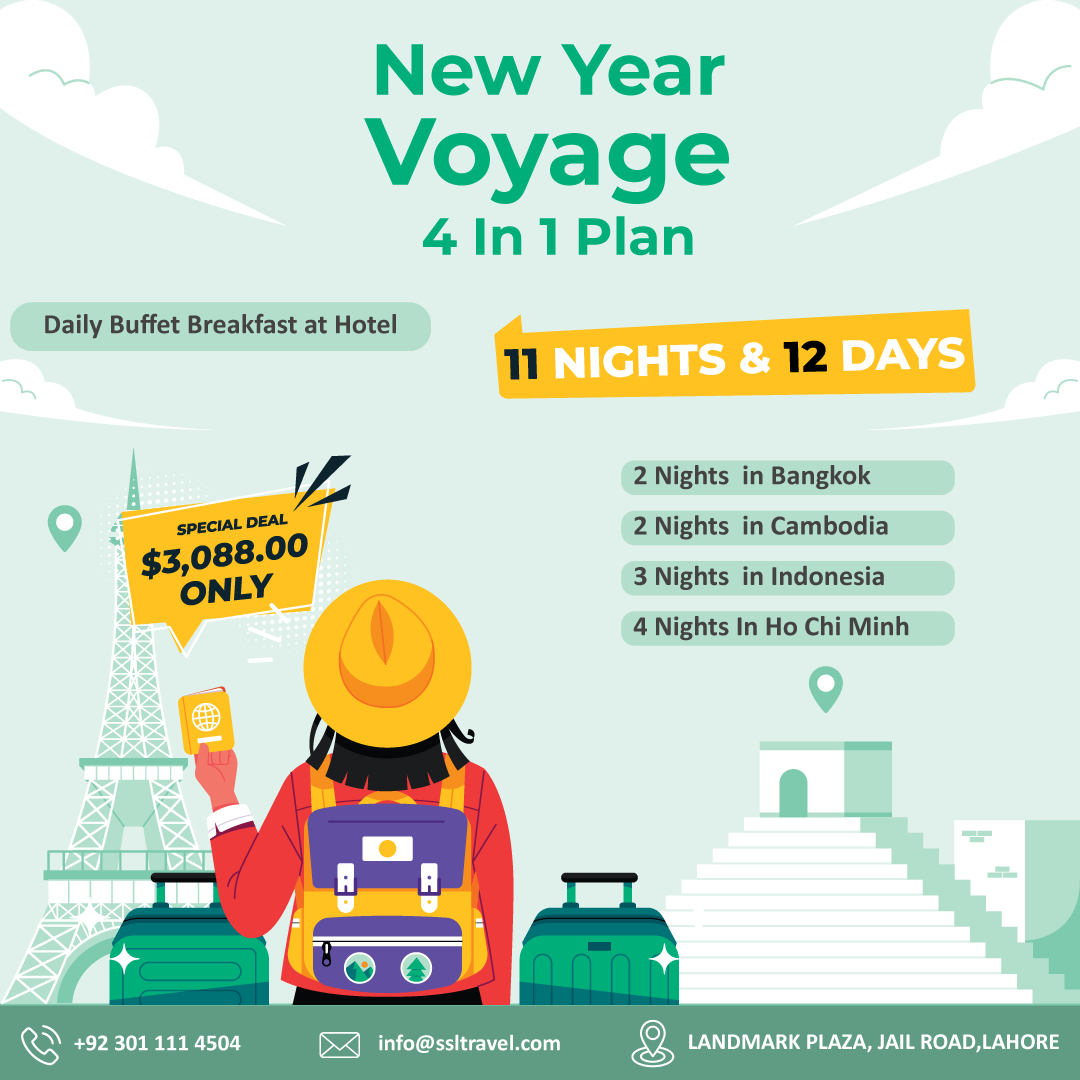 New Year
Voyage
4 In 1 Plan
Daily Buffet Breakfast at Hotel
11 NIGHTS & 12 DAYS
SPECIAL DEAL
$3,088.00
ONLY
2 Nights  in Bangkok
2 Nights  in Cambodia
3 Nights  in Indonesia
4 Nights In Ho Chi Minh
+92 301 111 4504
info@ssltravel.com
LANDMARK PLAZA, JAIL ROAD,LAHORE